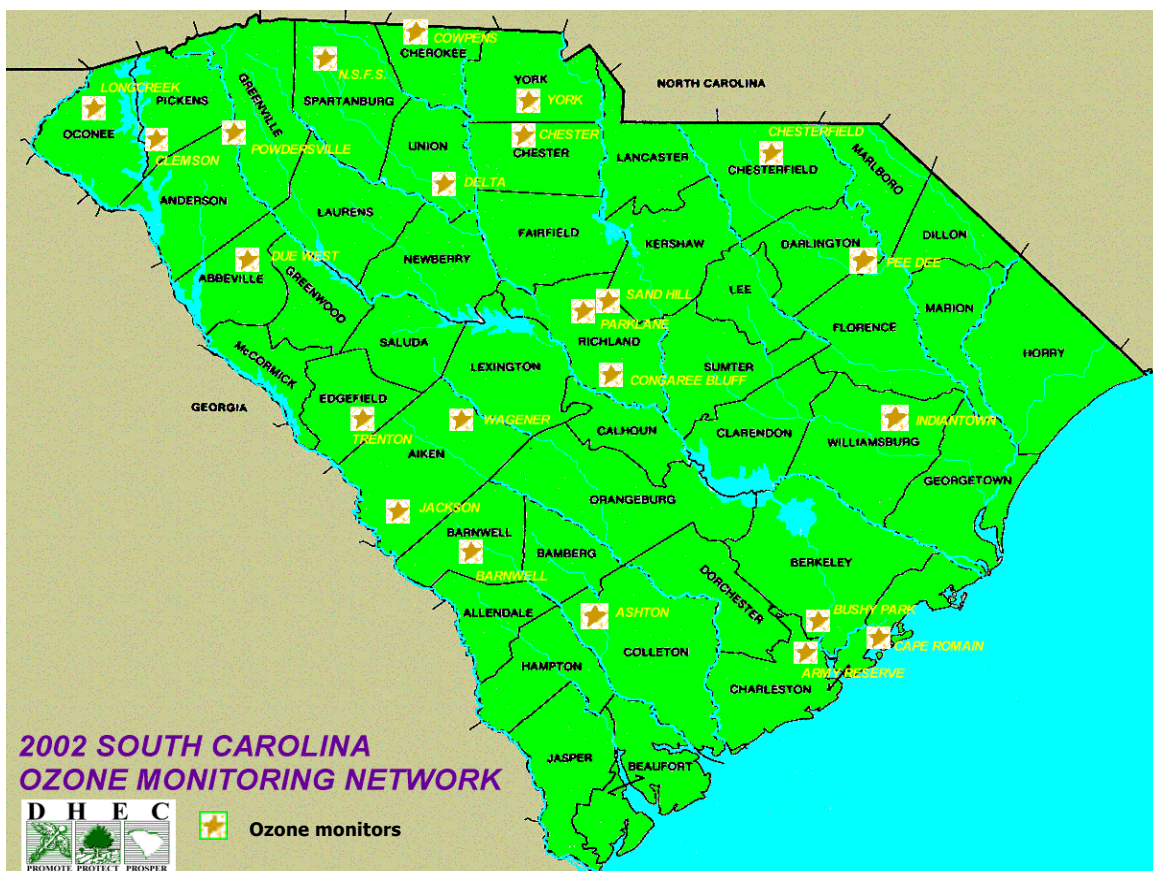 COWPENS
CHEROKEE
N.S.F.S.
YORK
NORTH CAROLINA
LONGCREEK
PICKENS
GREENVILLE
SPARTANBURG
YORK
OCONEE
CLEMSON
POWDERSVILLE
UNION
CHESTER
CHESTER
LANCASTER
CHESTERFIELD
CHESTERFIELD
MARLBORO
DELTA
ANDERSON
LAURENS
FAIRFIELD
KERSHAW
DARLINGTON
DILLON
DUE WEST
ABBEVILLE
GREENWOOD
NEWBERRY
PEE DEE
LEE
SAND HILL
PARKLANE
RICHLAND
FLORENCE
MARION
HORRY
McCORMICK
SALUDA
LEXINGTON
SUMTER
CONGAREE BLUFF
GEORGIA
EDGEFIELD
TRENTON
WAGENER
CALHOUN
CLARENDON
INDIANTOWN
WILLIAMSBURG
AIKEN
GEORGETOWN
ORANGEBURG
JACKSON
BARNWELL
BAMBERG
BARNWELL
BERKELEY
DORCHESTER
ALLENDALE
ASHTON
BUSHY PARK
CAPE ROMAIN
COLLETON
HAMPTON
ARMY RESERVE
CHARLESTON
JASPER
BEAUFORT
2002 SOUTH CAROLINA
OZONE MONITORING NETWORK
D H E C
PROMOTE PROTECT PROSPER
Ozone monitors